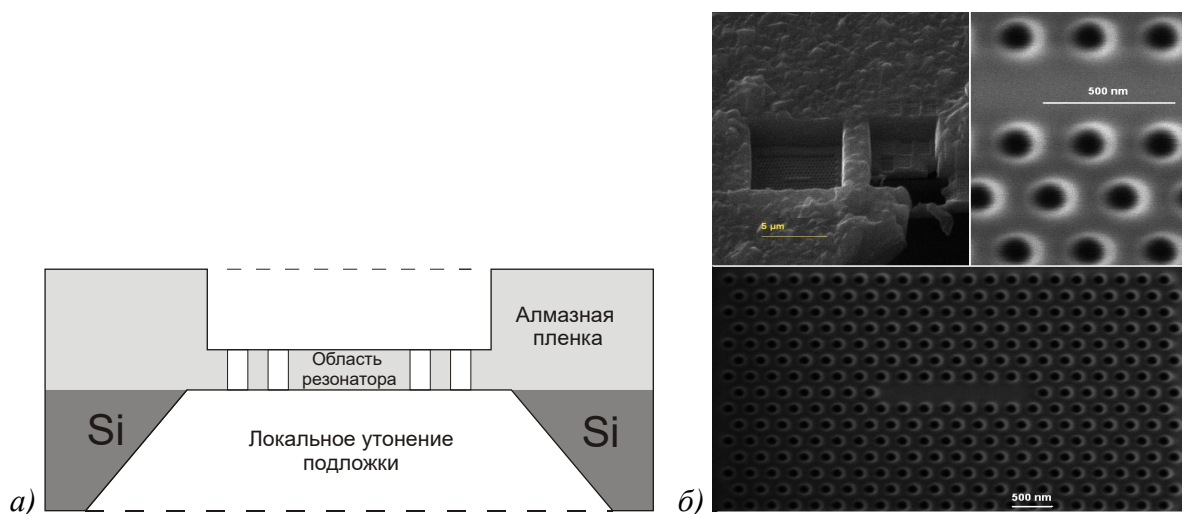 Алмазная
пленка
Область
резонатора
Si
Si
Локальное утонение
подложки
а)
5 µm
500 nm
500 nm
б)